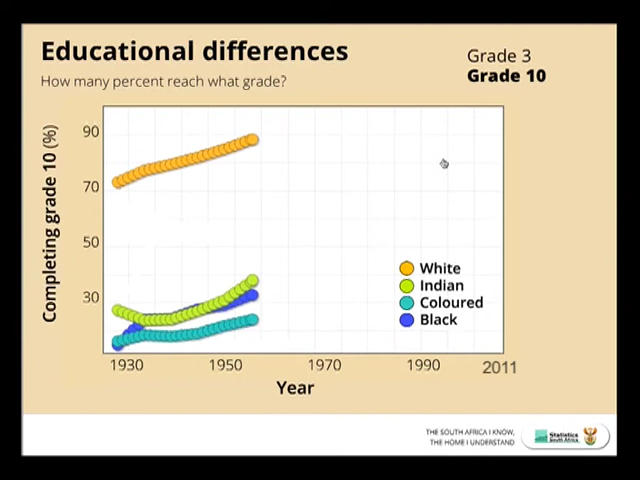 Educational differences
How many percent reach what grade?
Grade 3
Grade 10
Completing grade 10 (%)
90
70
50
30
White
Indian
Coloured
Black
1930
1950
1970
1990
2011
Year
THE SOUTH AFRICA I KNOW,
THE HOME I UNDERSTAND
Statistics
South Africa